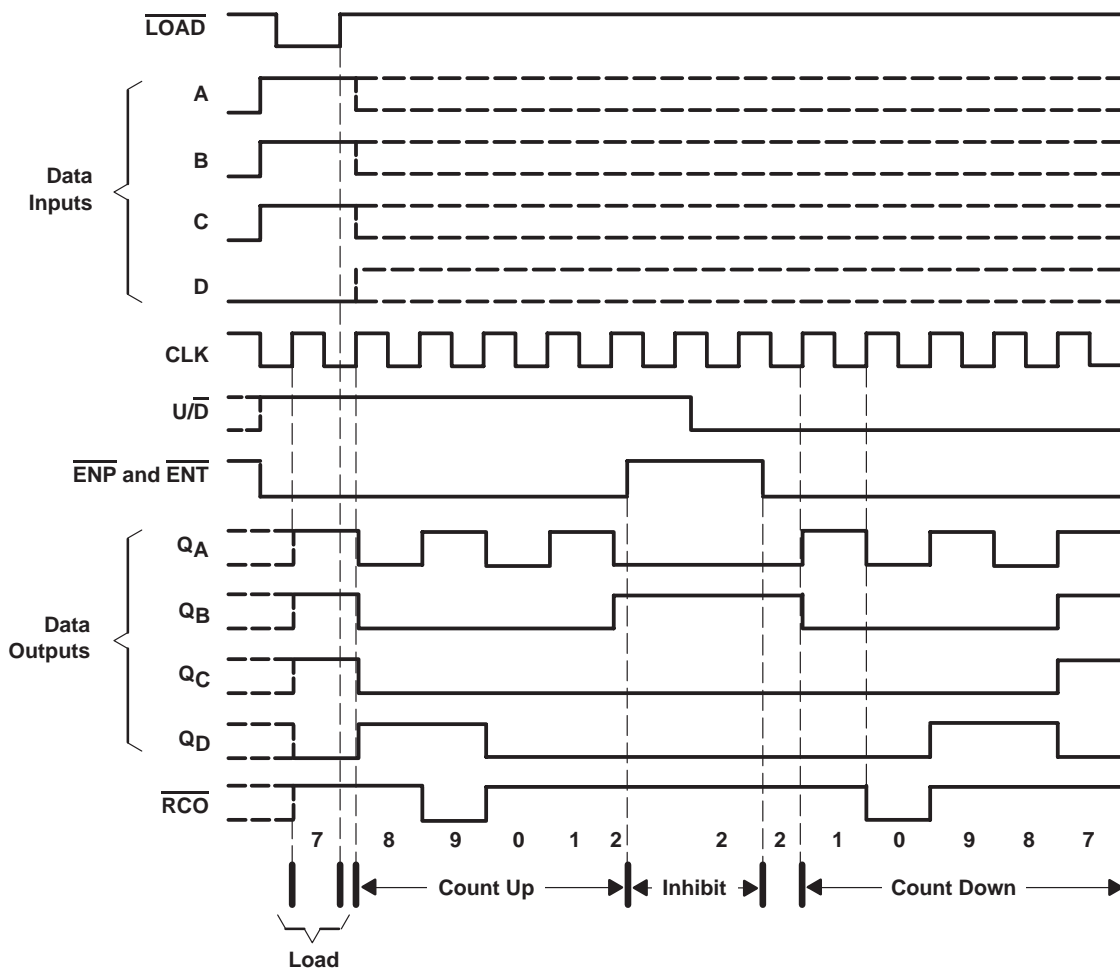 LOAD
A
B
Data
Inputs
C
D
CLK
U/D
ENP and ENT
QA
QB
Data
Outputs
QC
QD
RCO
7 8 9 0 1 2 2 2 1 0 9 8 7
Count Up Inhibit Count Down
Load